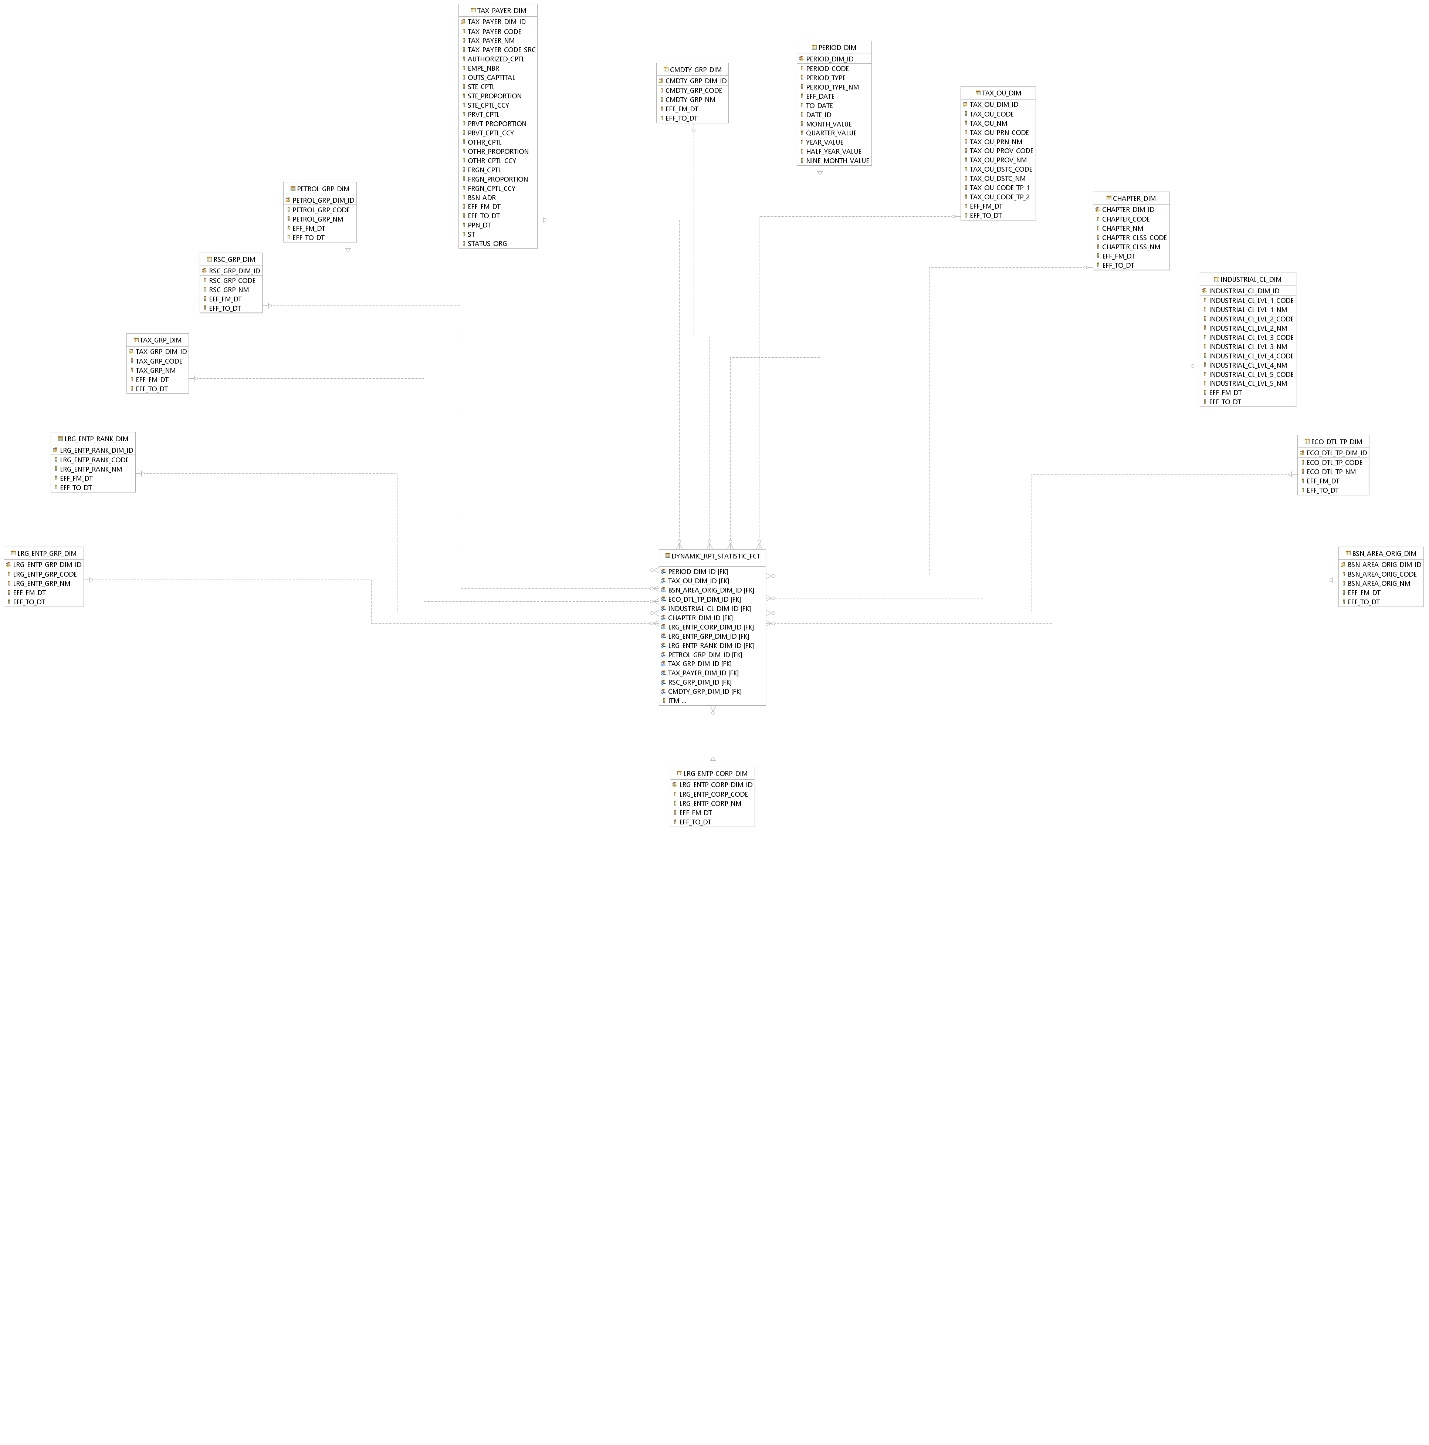 TAX_PAYER_DIM
TAX_PAYER_DIM_ID
TAX_PAYER_CODE
TAX_PAYER_NM
TAX_PAYER_CODE_SRC
AUTHORIZED_CPTL
EMPE_NBR
OUTS_CAPTITAL
STE_CPTL
STE_PROPORTION
STE_CPTL_CCY
PRVT_CPTL
PRVT_PROPORTION
PRVT_CPTL_CCY
OTHR_CPTL
OTHR_PROPORTION
OTHR_CPTL_CCY
FRGN_CPTL
FRGN_PROPORTION
FRGN_CPTL_CCY
BSN_ADR
EFF_FM_DT
EFF_TO_DT
PPN_DT
ST
STATUS_ORG
PERIOD_DIM
PERIOD_DIM_ID
PERIOD_CODE
PERIOD_TYPE
PERIOD_TYPE_NM
EFF_DATE
TO_DATE
DATE_ID
MONTH_VALUE
QUARTER_VALUE
YEAR_VALUE
HALF_YEAR_VALUE
NINE_MONTH_VALUE
CMDTY_GRP_DIM
CMDTY_GRP_DIM_ID
CMDTY_GRP_CODE
CMDTY_GRP_NM
EFF_FM_DT
EFF_TO_DT
TAX_OU_DIM
TAX_OU_DIM_ID
TAX_OU_CODE
TAX_OU_NM
TAX_OU_PRN_CODE
TAX_OU_PRN_NM
TAX_OU_PROV_CODE
TAX_OU_PROV_NM
TAX_OU_DSTC_CODE
TAX_OU_DSTC_NM
TAX_OU_CODE_TP_1
TAX_OU_CODE_TP_2
EFF_FM_DT
EFF_TO_DT
PETROL_GRP_DIM
PETROL_GRP_DIM_ID
PETROL_GRP_CODE
PETROL_GRP_NM
EFF_FM_DT
EFF_TO_DT
CHAPTER_DIM
CHAPTER_DIM_ID
CHAPTER_CODE
CHAPTER_NM
CHAPTER_CLSS_CODE
CHAPTER_CLSS_NM
EFF_FM_DT
EFF_TO_DT
RSC_GRP_DIM
RSC_GRP_DIM_ID
RSC_GRP_CODE
RSC_GRP_NM
EFF_FM_DT
EFF_TO_DT
INDUSTRIAL_CL_DIM
INDUSTRIAL_CL_DIM_ID
INDUSTRIAL_CL_LVL_1_CODE
INDUSTRIAL_CL_LVL_1_NM
INDUSTRIAL_CL_LVL_2_CODE
INDUSTRIAL_CL_LVL_2_NM
INDUSTRIAL_CL_LVL_3_CODE
INDUSTRIAL_CL_LVL_3_NM
INDUSTRIAL_CL_LVL_4_CODE
INDUSTRIAL_CL_LVL_4_NM
INDUSTRIAL_CL_LVL_5_CODE
INDUSTRIAL_CL_LVL_5_NM
EFF_FM_DT
EFF_TO_DT
TAX_GRP_DIM
TAX_GRP_DIM_ID
TAX_GRP_CODE
TAX_GRP_NM
EFF_FM_DT
EFF_TO_DT
LRG_ENTP_RANK_DIM
LRG_ENTP_RANK_DIM_ID
LRG_ENTP_RANK_CODE
LRG_ENTP_RANK_NM
EFF_FM_DT
EFF_TO_DT
ECO_DTL_TP_DIM
ECO_DTL_TP_DIM_ID
ECO_DTL_TP_CODE
ECO_DTL_TP_NM
EFF_FM_DT
EFF_TO_DT
LRG_ENTP_GRP_DIM
LRG_ENTP_GRP_DIM_ID
LRG_ENTP_GRP_CODE
LRG_ENTP_GRP_NM
EFF_FM_DT
EFF_TO_DT
DYNAMIC_RPT_STATISTIC_FCT
PERIOD_DIM_ID [FK]
TAX_OU_DIM_ID [FK]
BSN_AREA_ORIG_DIM_ID [FK]
ECO_DTL_TP_DIM_ID [FK]
INDUSTRIAL_CL_DIM_ID [FK]
CHAPTER_DIM_ID [FK]
LRG_ENTP_CORP_DIM_ID [FK]
LRG_ENTP_GRP_DIM_ID [FK]
LRG_ENTP_RANK_DIM_ID [FK]
PETROL_GRP_DIM_ID [FK]
TAX_GRP_DIM_ID [FK]
TAX_PAYER_DIM_ID [FK]
RSC_GRP_DIM_ID [FK]
CMDTY_GRP_DIM_ID [FK]
ITM ...
BSN_AREA_ORIG_DIM
BSN_AREA_ORIG_DIM_ID
BSN_AREA_ORIG_CODE
BSN_AREA_ORIG_NM
EFF_FM_DT
EFF_TO_DT
LRG_ENTP_CORP_DIM
LRG_ENTP_CORP_DIM_ID
LRG_ENTP_CORP_CODE
LRG_ENTP_CORP_NM
EFF_FM_DT
EFF_TO_DT